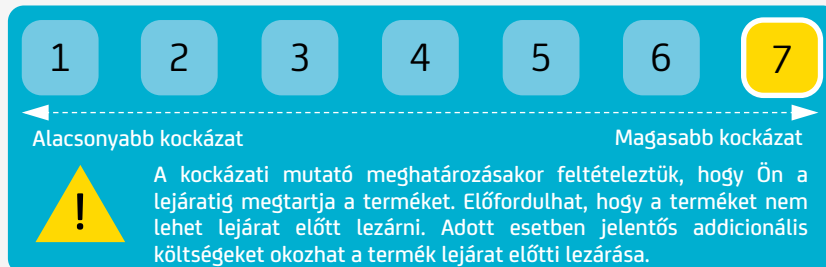 1 2 3 4 5 6 7
Alacsonyabb kockázat Magasabb kockázat
A kockázati mutató meghatározásakor feltételeztük, hogy Ön a
lejáratig megtartja a terméket. Előfordulhat, hogy a terméket nem
lehet lejárat előtt lezárni. Adott esetben jelentős addicionális
költségeket okozhat a termék lejárat előtti lezárása.
!